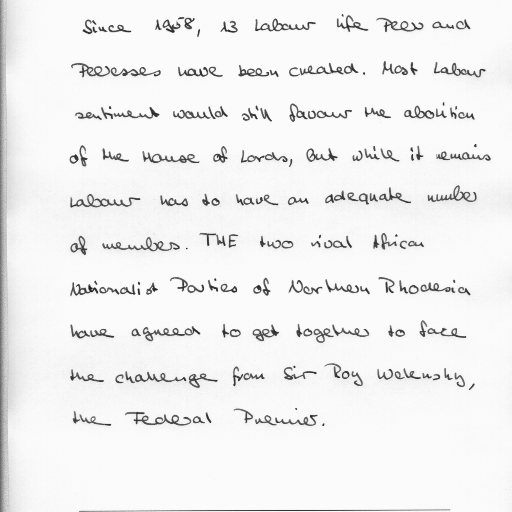 Since 1958, 13 Labour life Peers and
Peeresses have been created. Most Labour
sentiment would still favour the abolition
of the House of Lords, but while it remains
Labour has to have an adequate number
of members. THE two rival African
Nationalist Parties of Northern Rhodesia
have agreed to get together to face
the challenge from Sir Roy Welensky,
the Federal Premier.